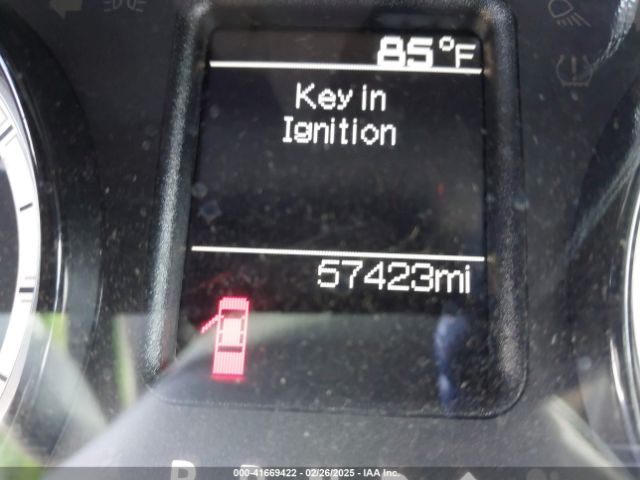 85°F
Key in
Ignition
57423mi
000-41669422 | 02/26/2025 | IAA Inc.